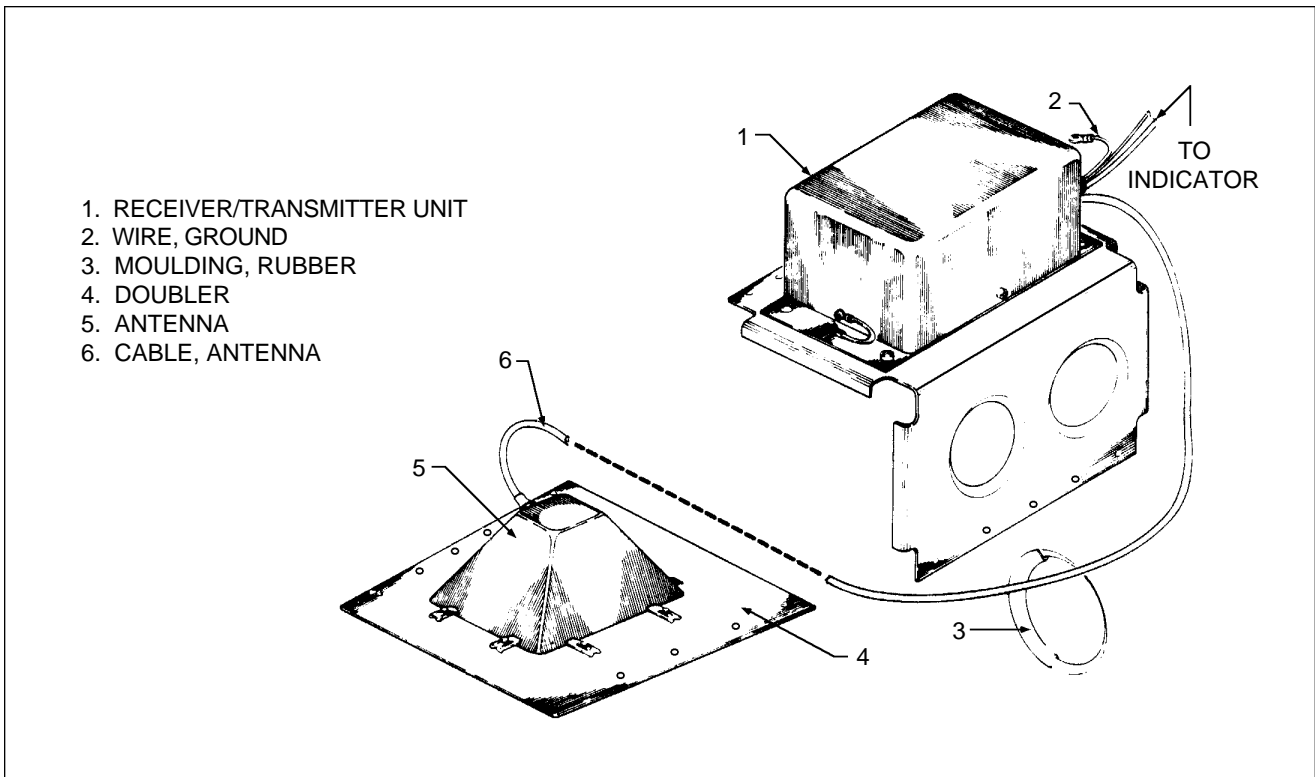 1. RECEIVER/TRANSMITTER UNIT
2. WIRE, GROUND
3. MOULDING, RUBBER
4. DOUBLER
5. ANTENNA
6. CABLE, ANTENNA
1
2
TO
INDICATOR
6
5
4
3